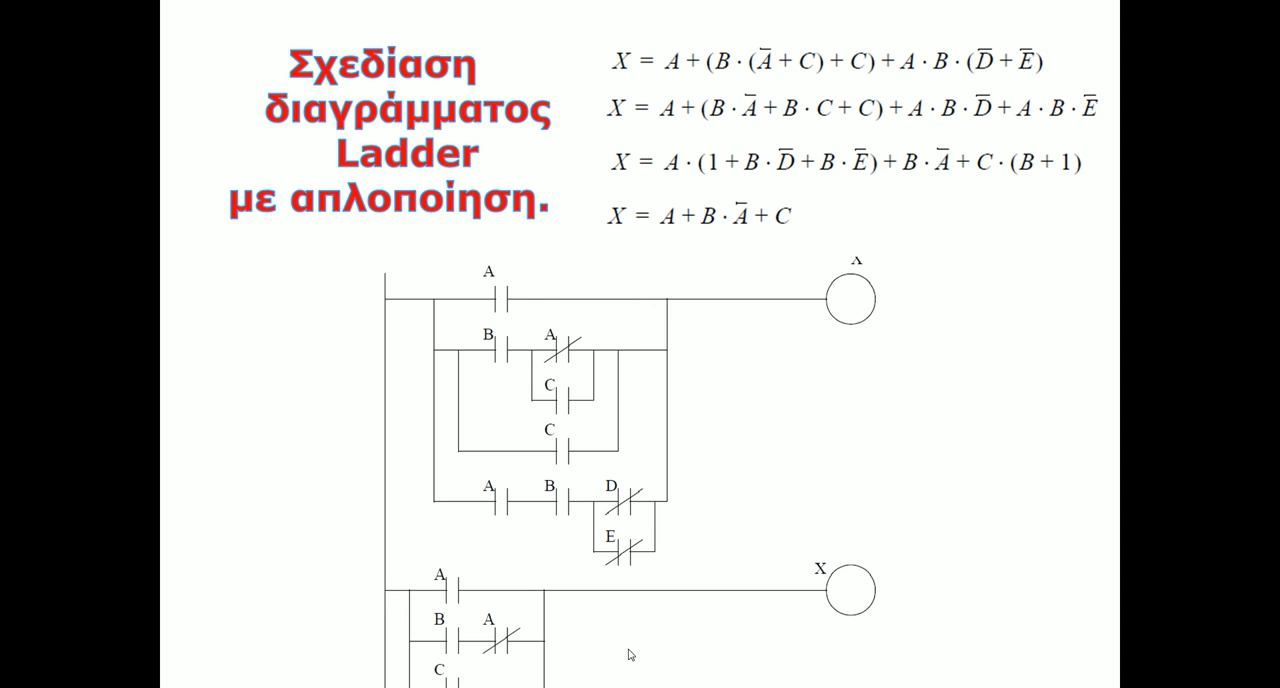 Σχεδίαση
διαγράμματος
Ladder
με απλοποίηση.
X = A + (B · (A̅ + C) + C) + A · B · (D̅ + E̅)
X = A + (B · A̅ + B · C + C) + A · B · D̅ + A · B · E̅
X = A · (1 + B · D̅ + B · E̅) + B · A̅ + C · (B + 1)
X = A + B · A̅ + C
A X
B A
C
C
A B D
E
A X
B A
C